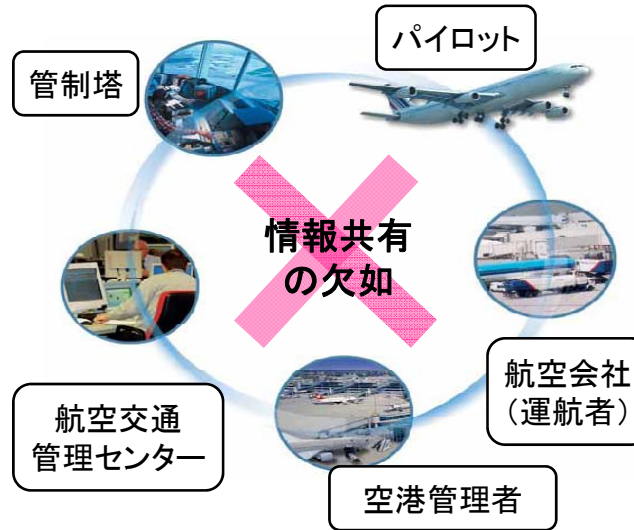 パイロット
管制塔
情報共有
の欠如
航空会社
（運航者）
航空交通
管理センター
空港管理者